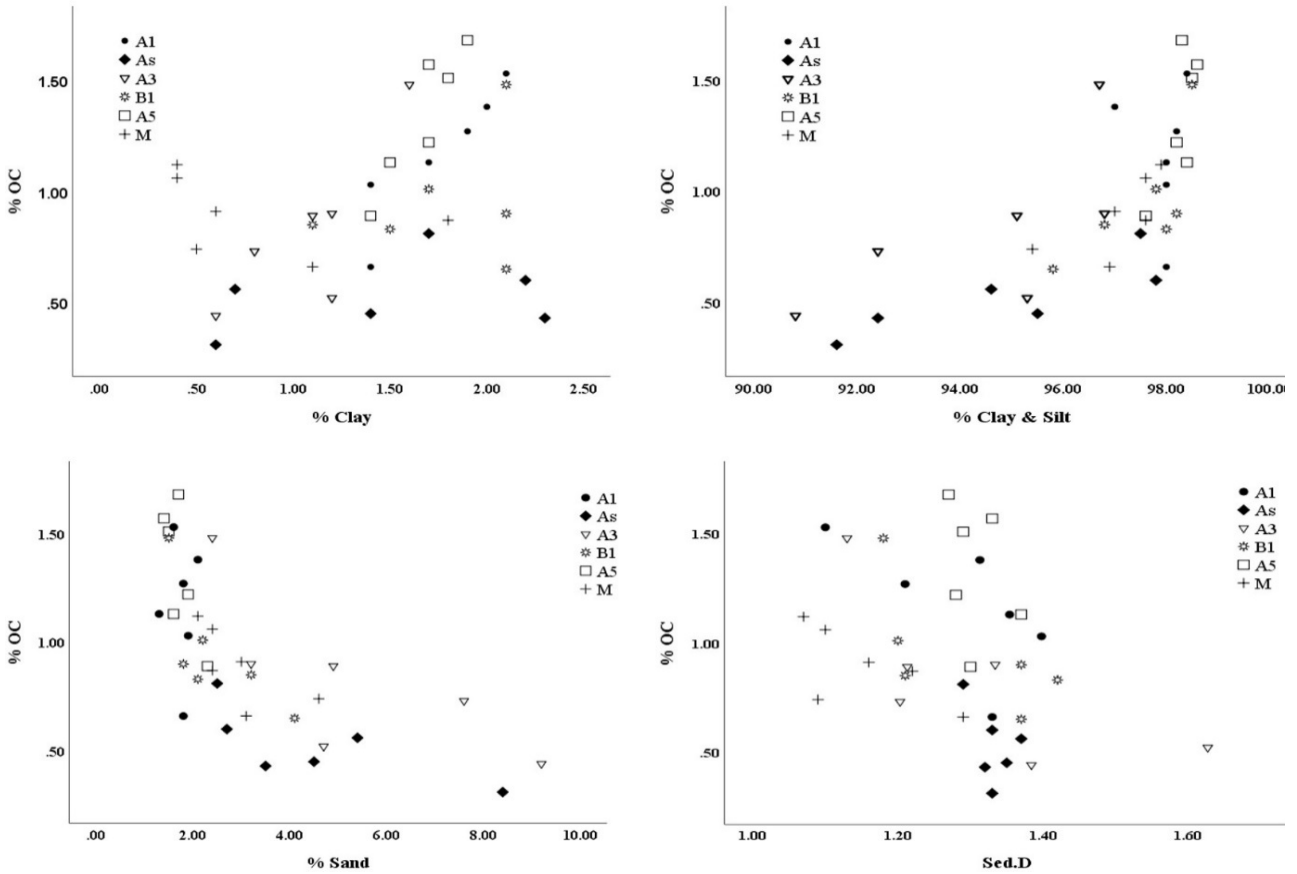 A1
As
A3
B1
A5
M
1.50
1.00
.50
% OC
.00 .50 1.00 1.50 2.00 2.50
% Clay
A1
As
A3
B1
A5
M
1.50
1.00
.50
% OC
90.00 92.00 94.00 96.00 98.00 100.0
% Clay & Silt
A1
As
A3
B1
A5
M
1.50
1.00
.50
% OC
.00 2.00 4.00 6.00 8.00 10.00
% Sand
A1
As
A3
B1
A5
M
1.50
1.00
.50
% OC
1.00 1.20 1.40 1.60
Sed.D